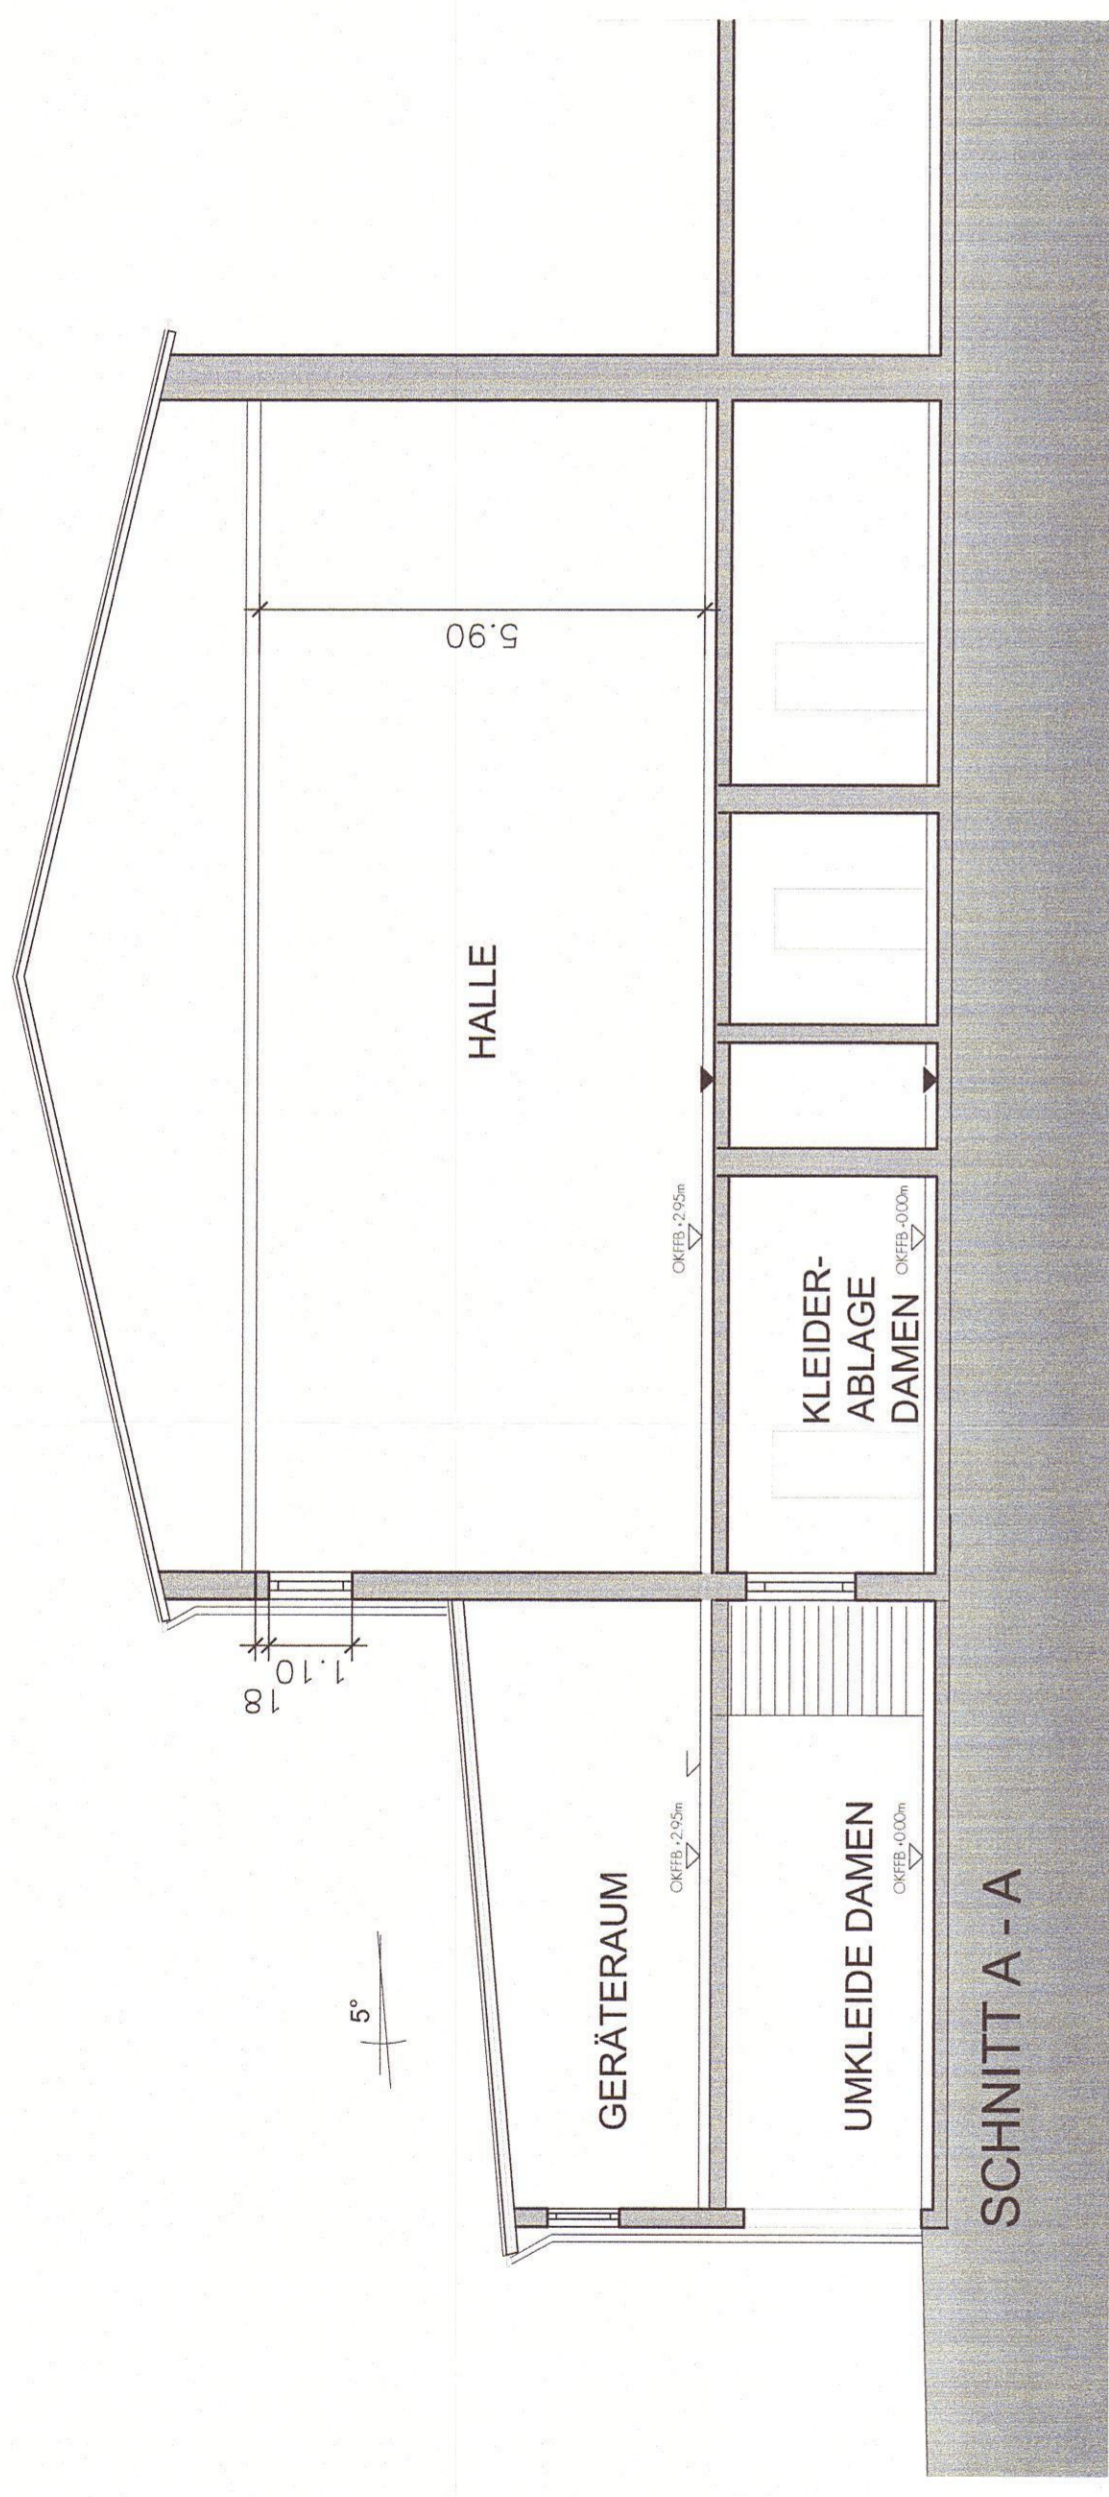 5°
18
1.10
5.90
HALLE
GERÄTERAUM
OKFFB +2.95m
OKFFB +2.95m
UMKLEIDE DAMEN
OKFFB +0.00m
KLEIDER-
ABLAGE
DAMEN
OKFFB -0.00m
SCHNITT A - A